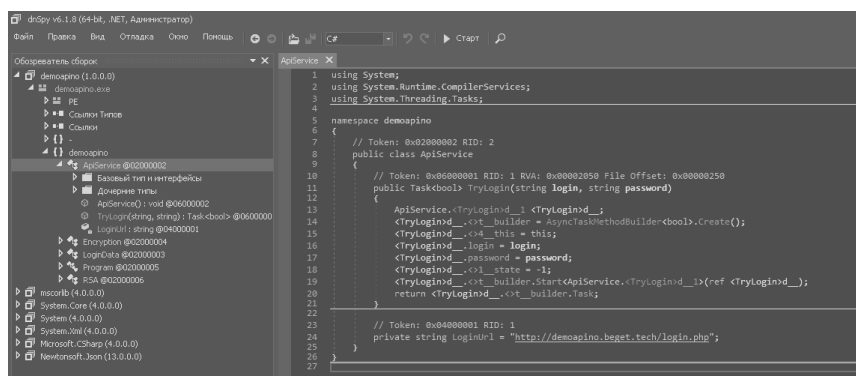 dnSpy v6.1.8 (64-bit, .NET, Администратор)
Файл Правка Вид Отладка Окно Помощь C# Старт
Обозреватель сборок
demoapino (1.0.0.0)
demoapino.exe
PE
Ссылки Типов
Ссылки
{ } -
{ } demoapino
ApiService @02000002
Базовый тип и интерфейсы
Дочерние типы
ApiService() : void @06000002
TryLogin(string, string) : Task<bool> @0600000
LoginUrl : string @04000001
Encryption @02000004
LoginData @02000003
Program @02000005
RSA @02000006
mscorlib (4.0.0.0)
System.Core (4.0.0.0)
System (4.0.0.0)
System.Xml (4.0.0.0)
Microsoft.CSharp (4.0.0.0)
Newtonsoft.Json (13.0.0.0)
ApiService
1 using System;
2 using System.Runtime.CompilerServices;
3 using System.Threading.Tasks;
4
5 namespace demoapino
6 {
7 // Token: 0x02000002 RID: 2
8 public class ApiService
9 {
10 // Token: 0x06000001 RID: 1 RVA: 0x00002050 File Offset: 0x00000250
11 public Task<bool> TryLogin(string login, string password)
12 {
13 ApiService.<TryLogin>d__1 <TryLogin>d__;
14 <TryLogin>d__.<>t__builder = AsyncTaskMethodBuilder<bool>.Create();
15 <TryLogin>d__.<>4__this = this;
16 <TryLogin>d__.login = login;
17 <TryLogin>d__.password = password;
18 <TryLogin>d__.<>1__state = -1;
19 <TryLogin>d__.<>t__builder.Start<ApiService.<TryLogin>d__1>(ref <TryLogin>d__);
20 return <TryLogin>d__.<>t__builder.Task;
21 }
22
23 // Token: 0x04000001 RID: 1
24 private string LoginUrl = "http://demoapino.beget.tech/login.php";
25 }
26 }
27